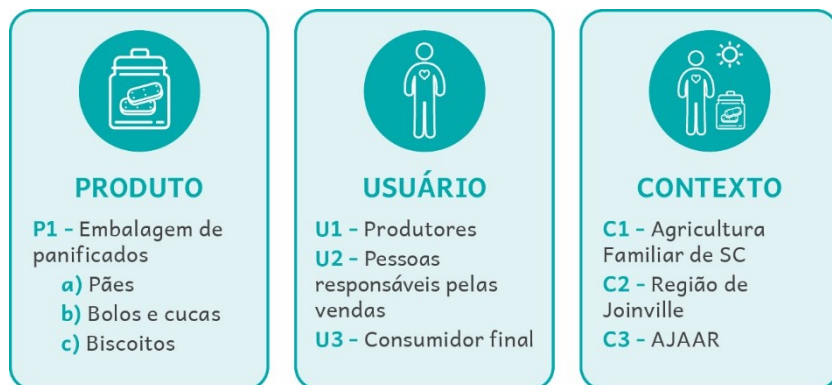 PRODUTO
P1 - Embalagem de
panificados
a) Pães
b) Bolos e cucas
c) Biscoitos
USUÁRIO
U1 - Produtores
U2 - Pessoas
responsáveis pelas
vendas
U3 - Consumidor final
CONTEXTO
C1 - Agricultura
Familiar de SC
C2 - Região de
Joinville
C3 - AJAAR